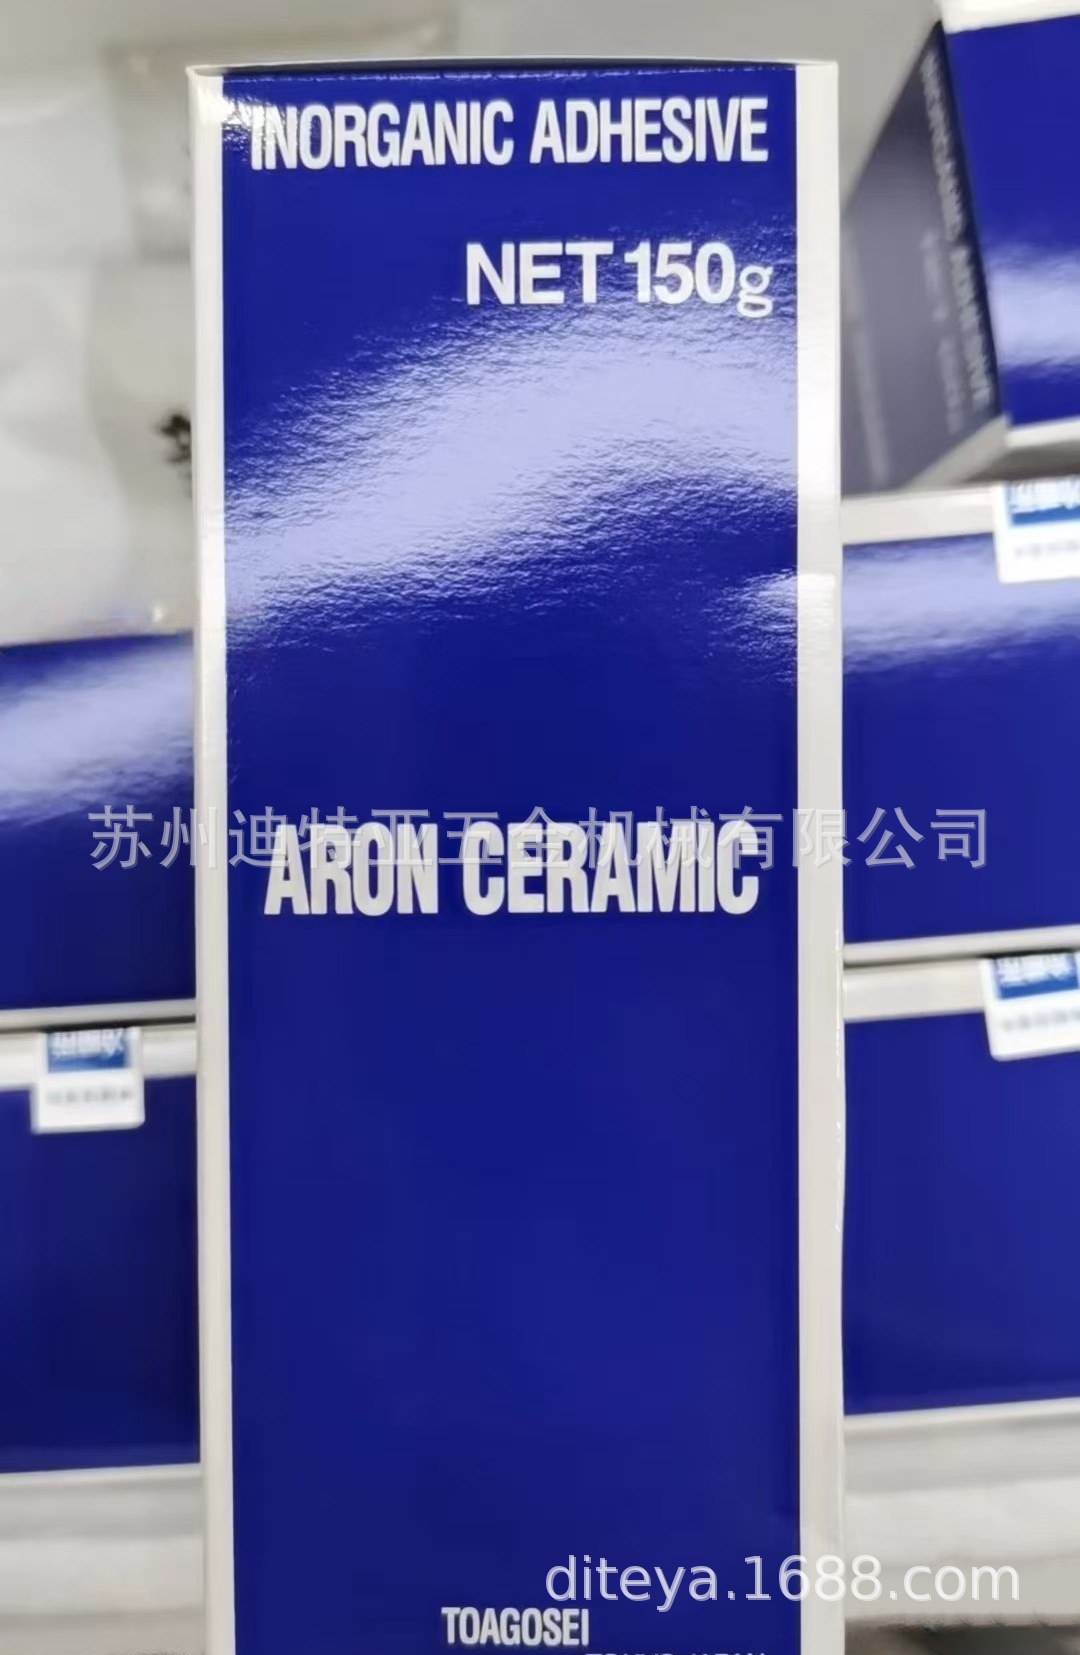 INORGANIC ADHESIVE
NET 150g
苏州迪特亚五金机械有限公司
ARON CERAMIC
diteya.1688.com
TOAGOSEI